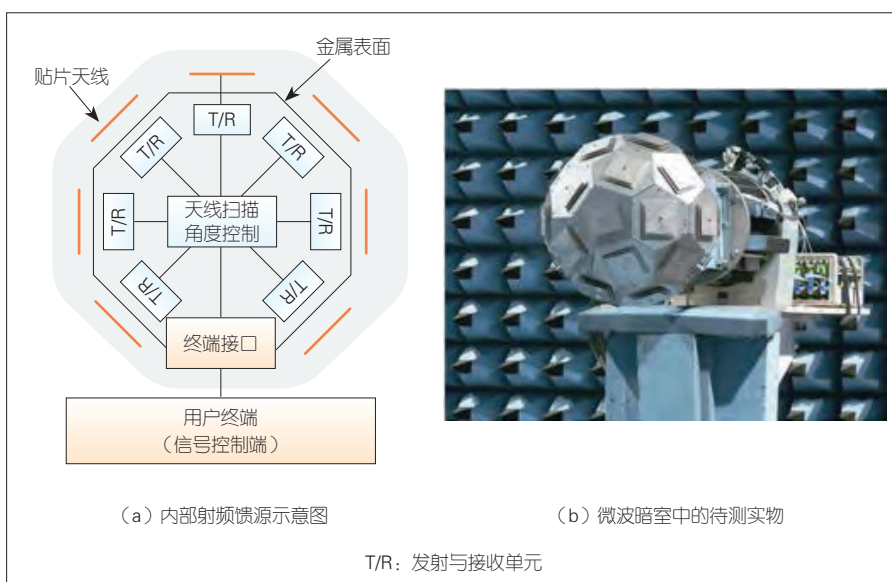 金属表面
贴片天线
T/R
T/R
T/R
T/R
T/R
T/R
T/R
天线扫描
角度控制
终端接口
用户终端
（信号控制端）
（a）内部射频馈源示意图
（b）微波暗室中的待测实物
T/R：发射与接收单元